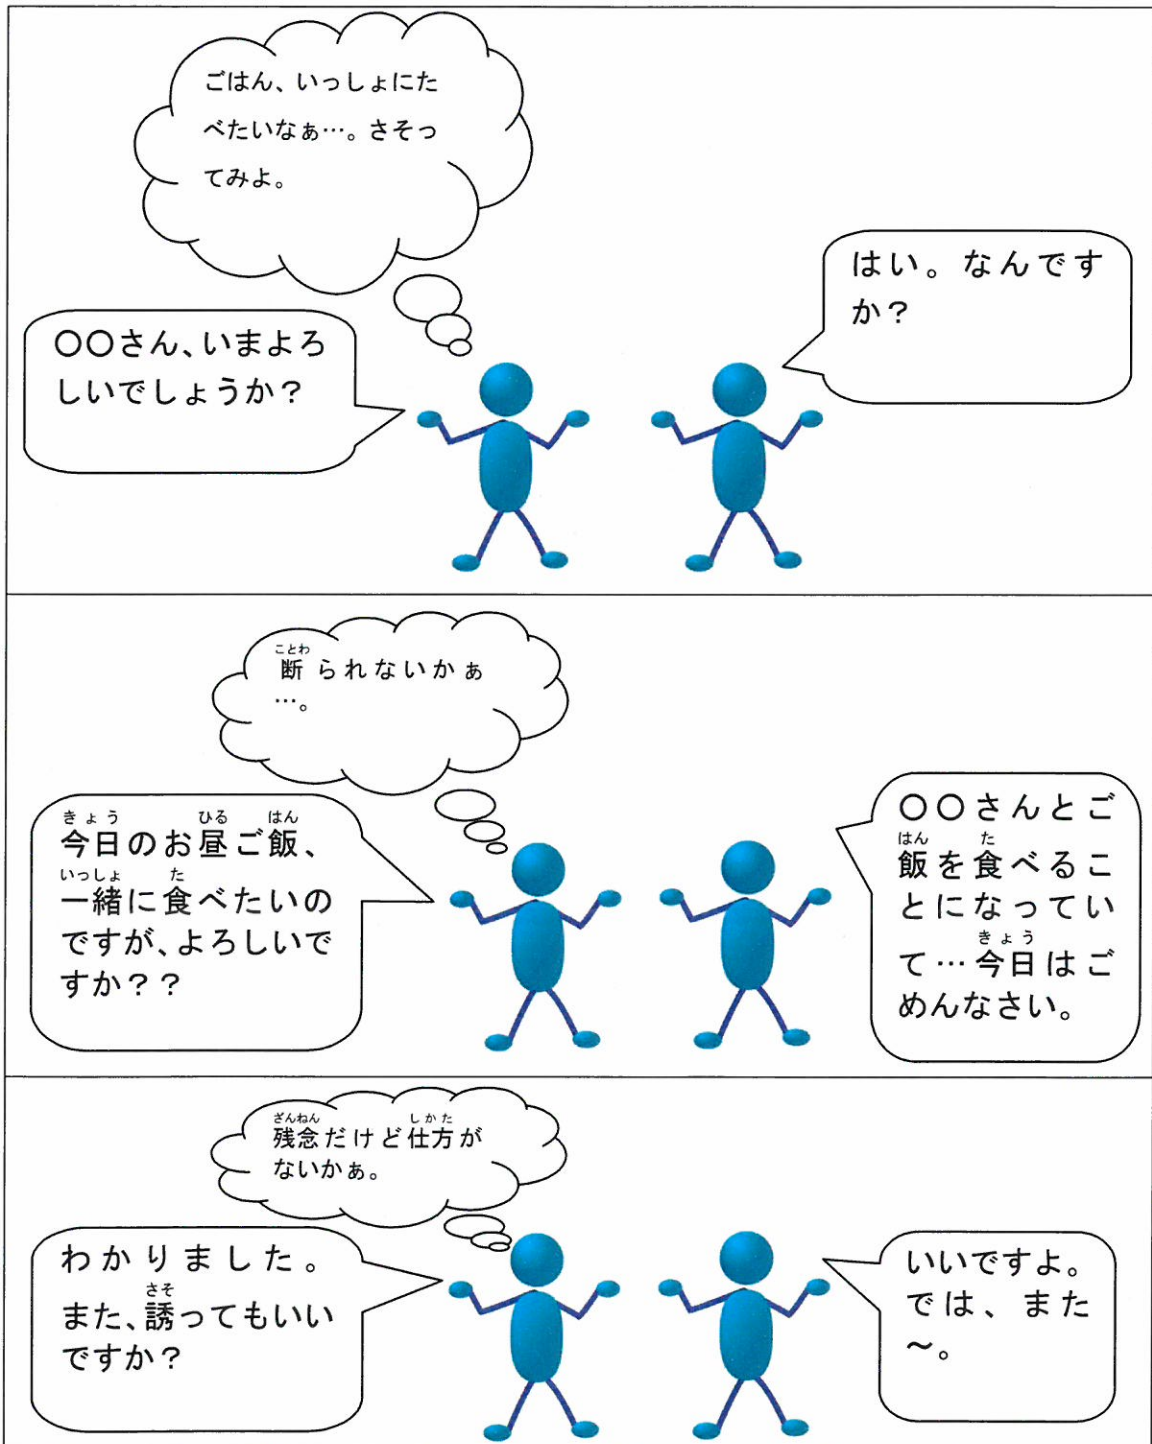 ごはん、いっしょにた
べたいなぁ…。さそっ
てみよ。
〇〇さん、いまよろ
しいでしょうか？
はい。なんです
か？
ことわ
断られないかぁ
…。
きょう ひる はん
今日のお昼ご飯、
いっしょ た
一緒に食べたいの
ですが、よろしいで
すか？？
〇〇さんとご
はん た
飯を食べるこ
とになってい
きょう
て…今日はご
めんなさい。
ざんねん しかた
残念だけど仕方が
ないかぁ。
わかりました。
さそ
また、誘ってもいい
ですか？
いいですよ。
では、また
～。